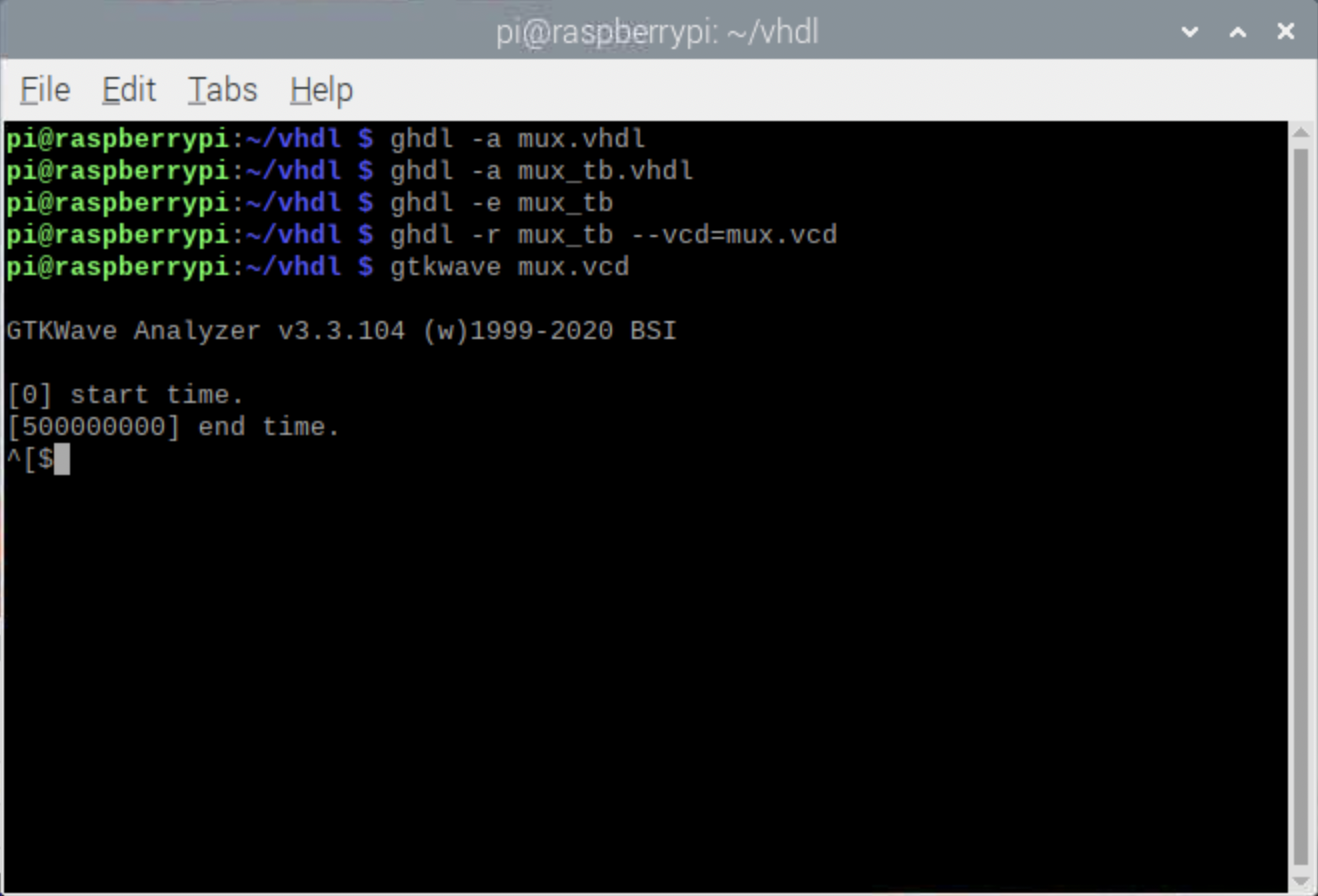 pi@raspberrypi: ~/vhdl
File Edit Tabs Help
pi@raspberrypi:~/vhdl $ ghdl -a mux.vhdl
pi@raspberrypi:~/vhdl $ ghdl -a mux_tb.vhdl
pi@raspberrypi:~/vhdl $ ghdl -e mux_tb
pi@raspberrypi:~/vhdl $ ghdl -r mux_tb --vcd=mux.vcd
pi@raspberrypi:~/vhdl $ gtkwave mux.vcd
GTKWave Analyzer v3.3.104 (w)1999-2020 BSI
[0] start time.
[500000000] end time.
^[$